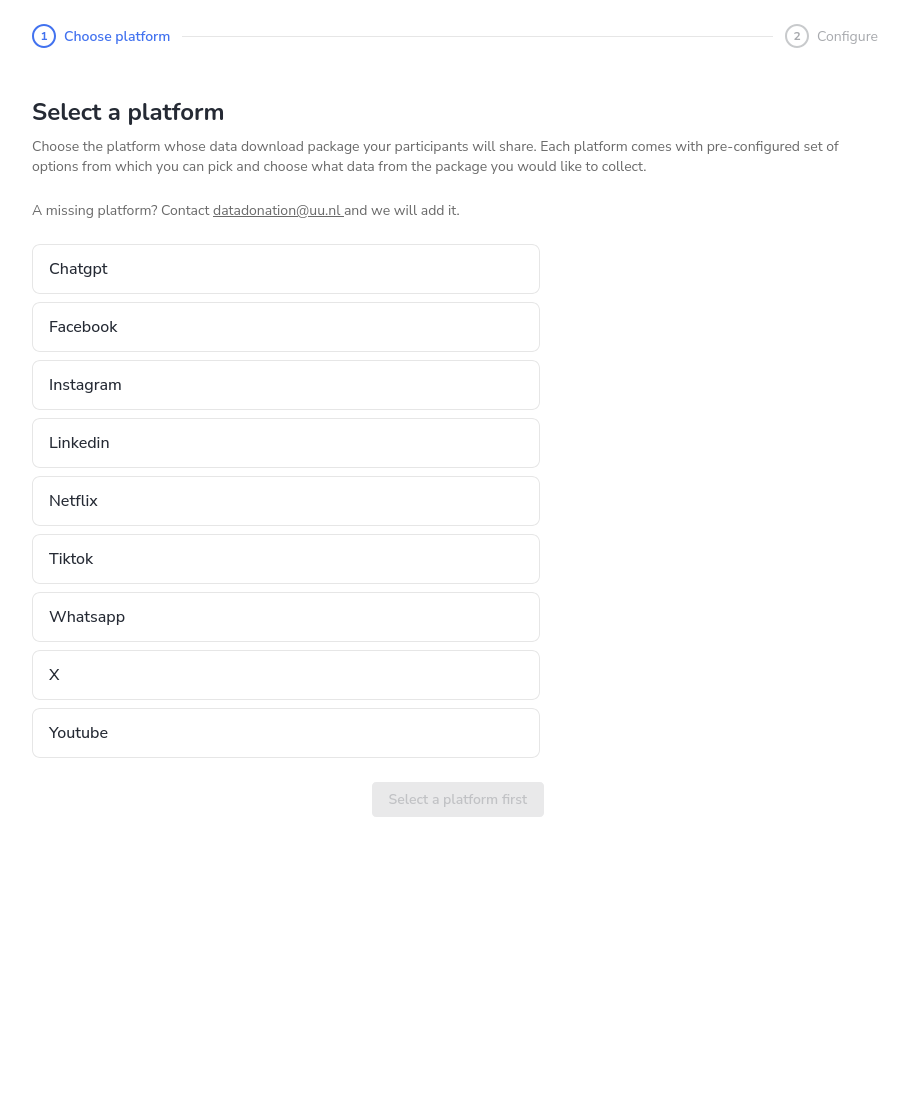 1 Choose platform
2 Configure
Select a platform
Choose the platform whose data download package your participants will share. Each platform comes with pre-configured set of
options from which you can pick and choose what data from the package you would like to collect.
A missing platform? Contact datadonation@uu.nl and we will add it.
Chatgpt
Facebook
Instagram
Linkedin
Netflix
Tiktok
Whatsapp
X
Youtube
Select a platform first